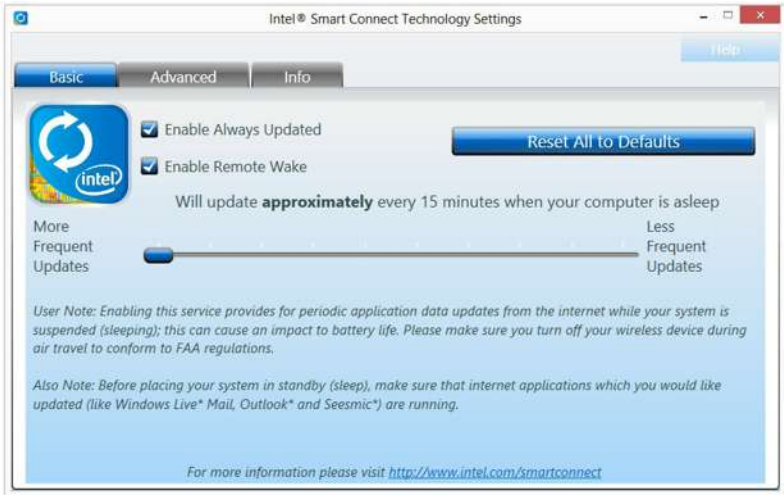 Intel® Smart Connect Technology Settings
Help
Basic
Advanced
Info
Enable Always Updated
Reset All to Defaults
Enable Remote Wake
(intel)
Will update approximately every 15 minutes when your computer is asleep
More
Frequent
Updates
Less
Frequent
Updates
User Note: Enabling this service provides for periodic application data updates from the internet while your system is
suspended (sleeping); this can cause an impact to battery life. Please make sure you turn off your wireless device during
air travel to conform to FAA regulations.
Also Note: Before placing your system in standby (sleep), make sure that internet applications which you would like
updated (like Windows Live* Mail, Outlook* and Seesmic*) are running.
For more information please visit http://www.intel.com/smartconnect